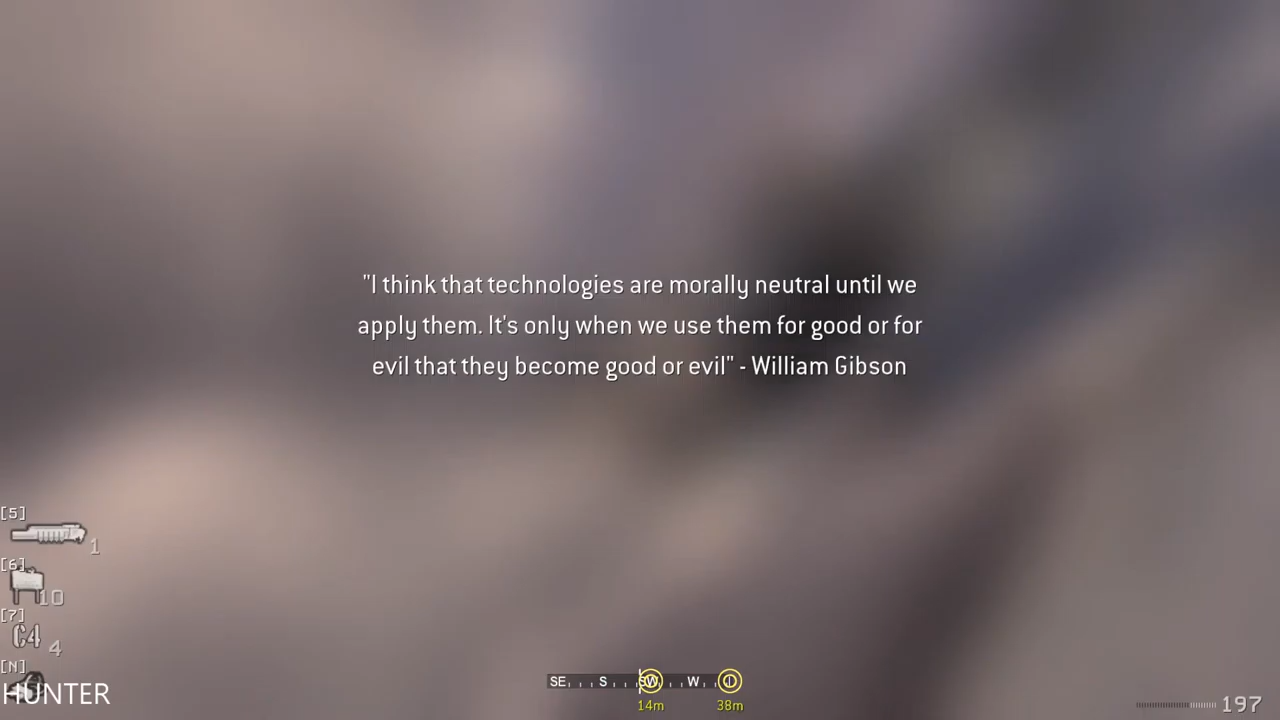 "I think that technologies are morally neutral until we
apply them. It's only when we use them for good or for
evil that they become good or evil" - William Gibson
[5]
1
[6]
10
[7]
C4 4
[N]
HUNTER
SE S SW W
14m 38m
197